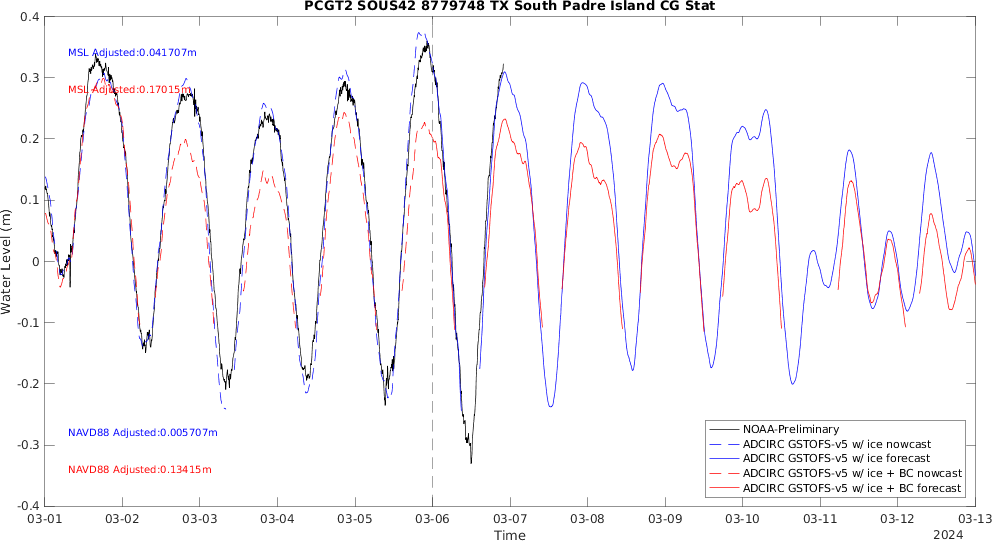 PCGT2 SOUS42 8779748 TX South Padre Island CG Stat
Water Level (m)
0.4
0.3
0.2
0.1
0
-0.1
-0.2
-0.3
-0.4
MSL Adjusted:0.041707m
MSL Adjusted:0.17015m
NAVD88 Adjusted:0.005707m
NAVD88 Adjusted:0.13415m
NOAA-Preliminary
ADCIRC GSTOFS-v5 w/ ice nowcast
ADCIRC GSTOFS-v5 w/ ice forecast
ADCIRC GSTOFS-v5 w/ ice + BC nowcast
ADCIRC GSTOFS-v5 w/ ice + BC forecast
03-01 03-02 03-03 03-04 03-05 03-06 03-07 03-08 03-09 03-10 03-11 03-12 03-13
Time
2024